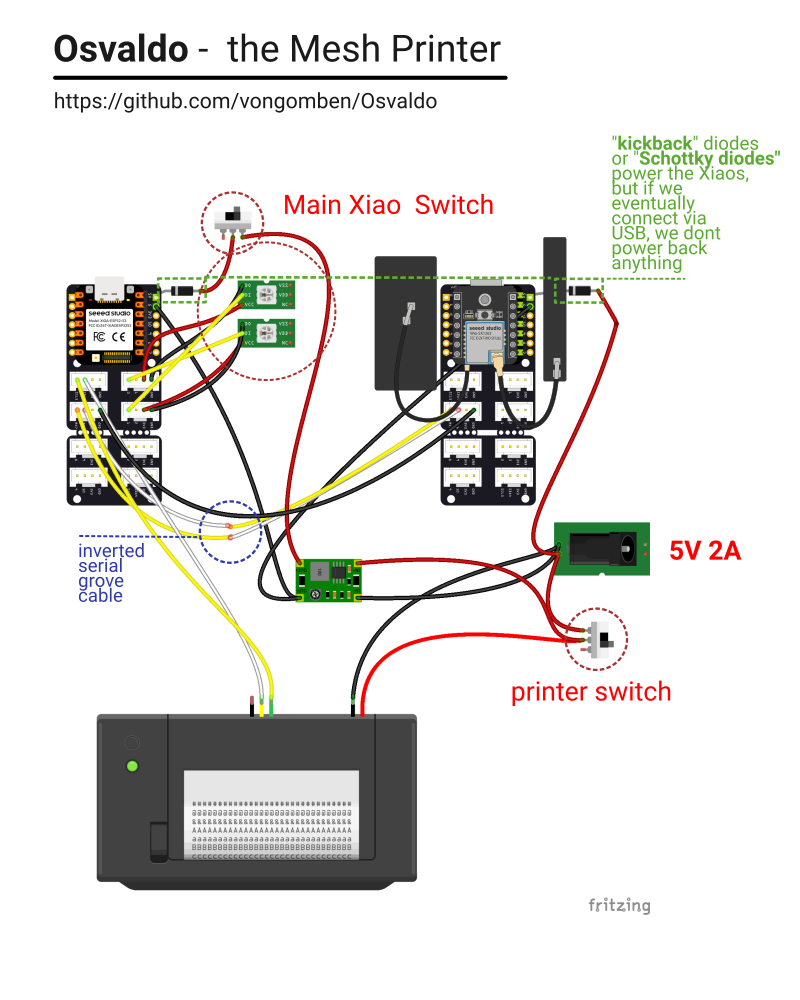 Osvaldo - the Mesh Printer
https://github.com/vongomben/Osvaldo
"kickback" diodes
or "Schottky diodes"
power the Xiaos,
but if we
eventually
connect via
USB, we dont
power back
anything
Main Xiao Switch
seeed studio
seeed studio
5V 2A
inverted
serial
grove
cable
printer switch
fritzing